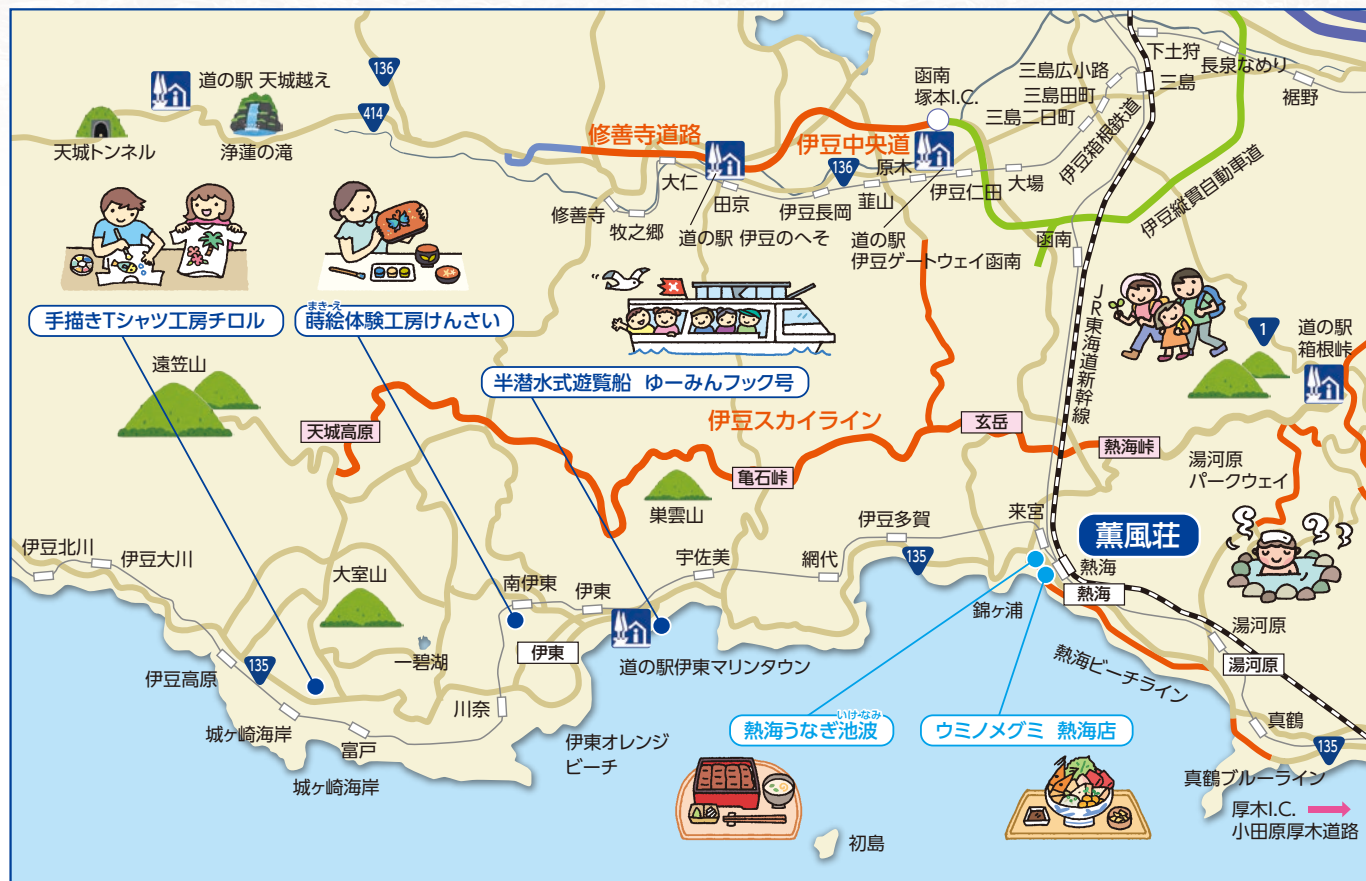 下土狩
長泉なめり
裾野
三島
三島広小路
三島田町
三島二日町
函南
塚本I.C.
136
道の駅 天城越え
414
天城トンネル
浄蓮の滝
修善寺道路
伊豆中央道
伊豆箱根鉄道
伊豆縦貫自動車道
大仁
136
原木
伊豆仁田
大場
修善寺
牧之郷
田京
伊豆長岡
韮山
道の駅 伊豆のへそ
道の駅
伊豆ゲートウェイ函南
函南
JR東海道新幹線
手描きTシャツ工房チロル
まきえ
蒔絵体験工房けんさい
1
道の駅
箱根峠
遠笠山
半潜水式遊覧船 ゆーみんフック号
天城高原
伊豆スカイライン
玄岳
熱海峠
亀石峠
巣雲山
湯河原
パークウェイ
伊豆多賀
来宮
薫風荘
伊豆北川
伊豆大川
大室山
南伊東
伊東
宇佐美
網代
135
熱海
熱海
錦ヶ浦
湯河原
湯河原
一碧湖
伊東
道の駅伊東マリンタウン
熱海ビーチライン
伊豆高原
135
川奈
城ヶ崎海岸
富戸
城ヶ崎海岸
伊東オレンジ
ビーチ
いけなみ
熱海うなぎ池波
ウミノメグミ 熱海店
真鶴
135
真鶴ブルーライン
厚木I.C.
小田原厚木道路
初島